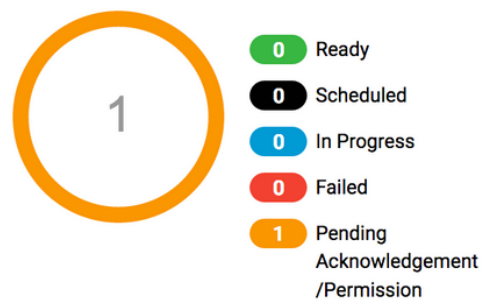 1
0 Ready
0 Scheduled
0 In Progress
0 Failed
1 Pending
Acknowledgement
/Permission